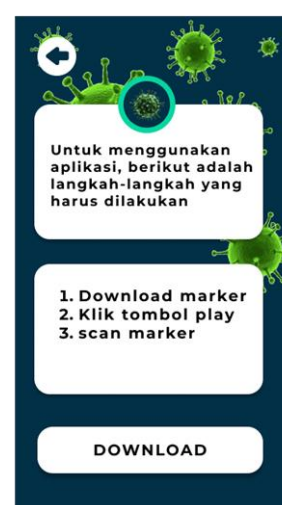 Untuk menggunakan
aplikasi, berikut adalah
langkah-langkah yang
harus dilakukan
1. Download marker
2. Klik tombol play
3. scan marker
DOWNLOAD